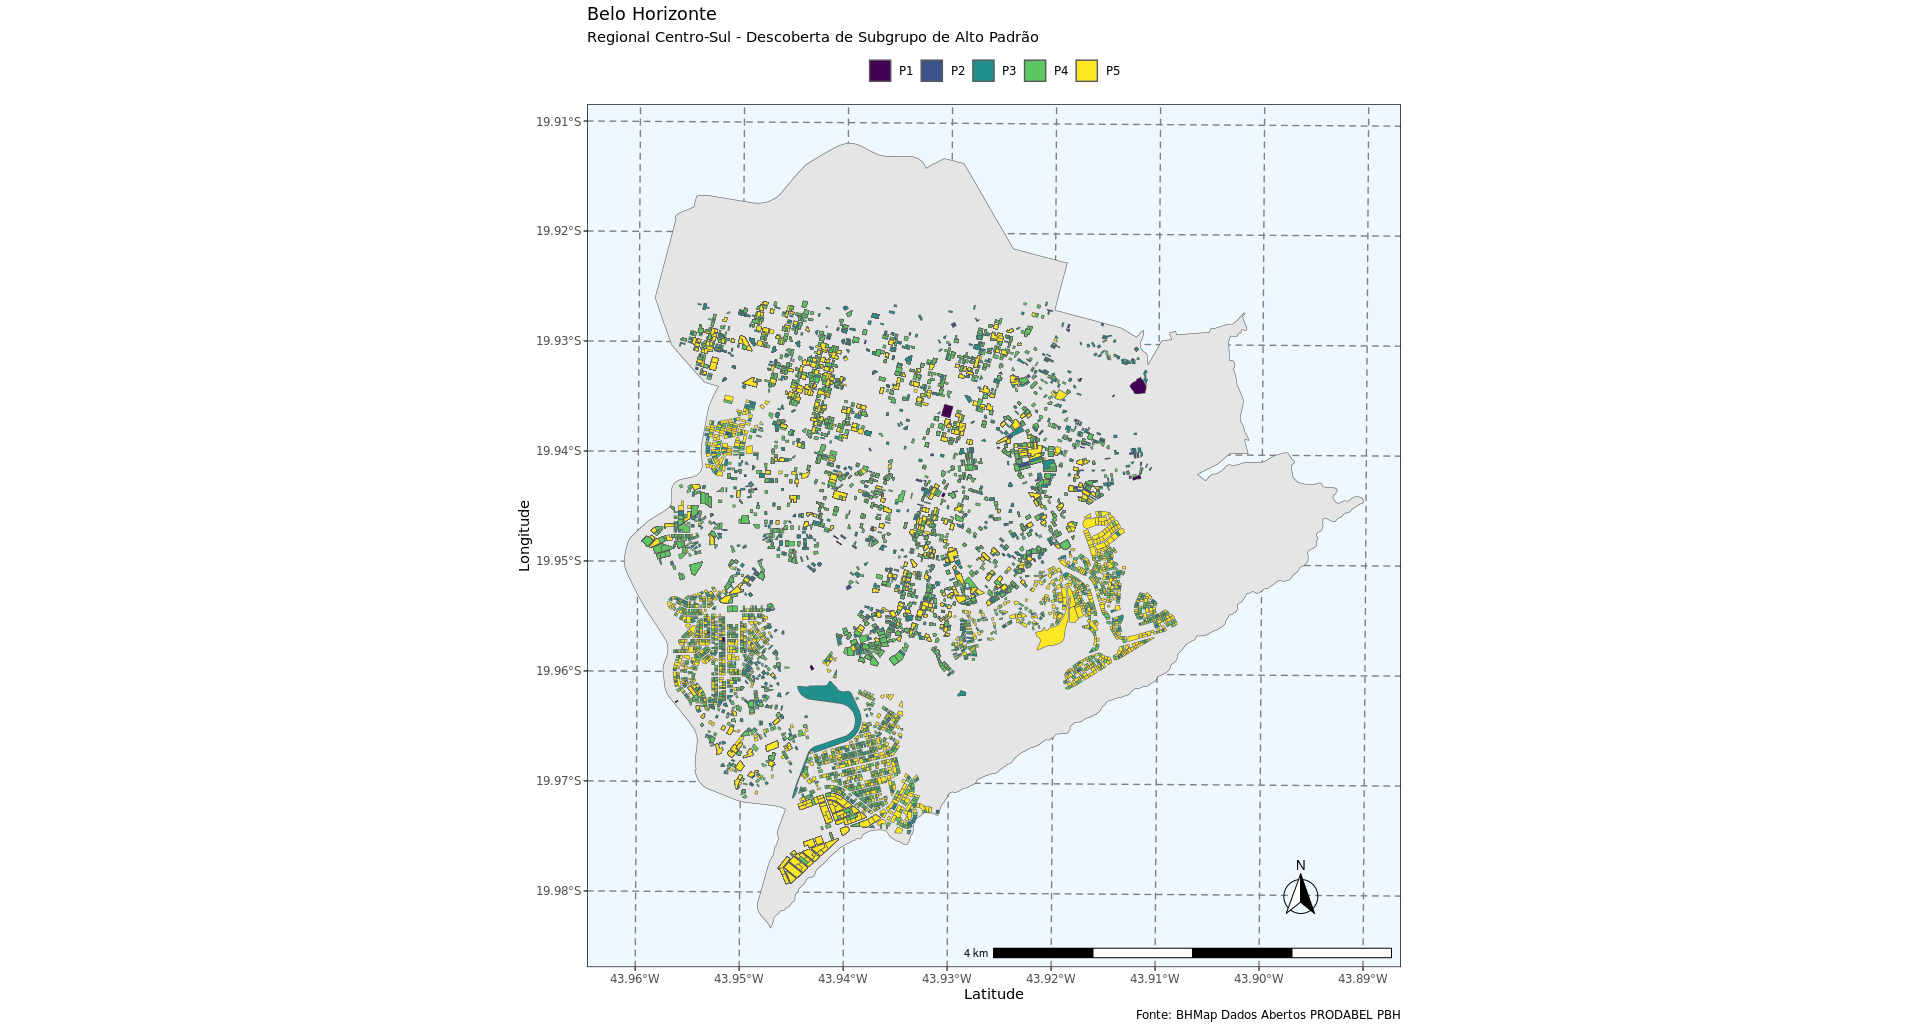 Belo Horizonte
Regional Centro-Sul - Descoberta de Subgrupo de Alto Padrão
P1 P2 P3 P4 P5
19.91°S
19.92°S
19.93°S
19.94°S
19.95°S
19.96°S
19.97°S
19.98°S
Longitude
N
4 km
43.96°W 43.95°W 43.94°W 43.93°W 43.92°W 43.91°W 43.90°W 43.89°W
Latitude
Fonte: BHMap Dados Abertos PRODABEL PBH